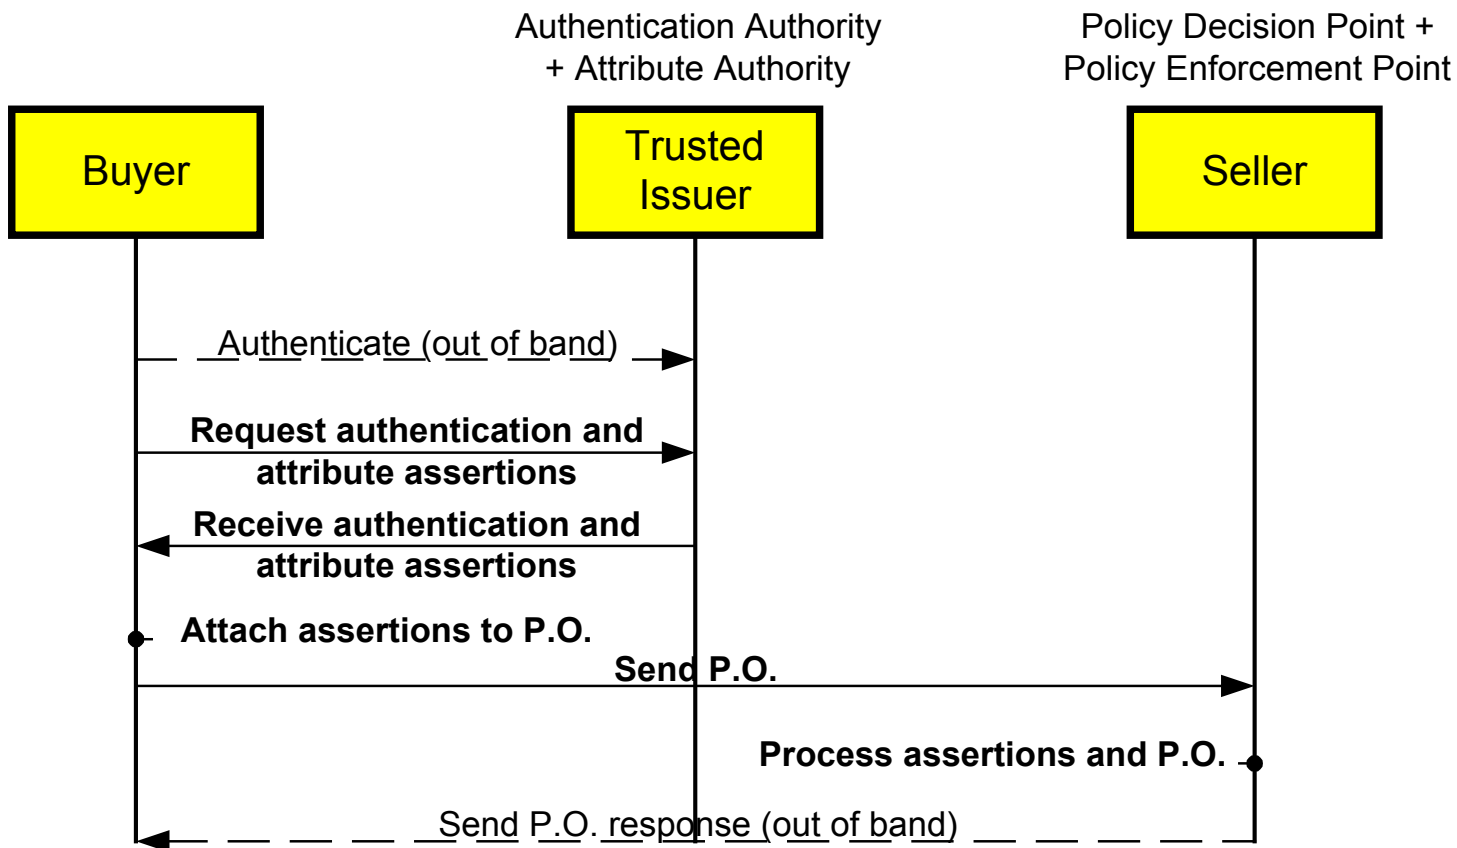 Authentication Authority
+ Attribute Authority
Policy Decision Point +
Policy Enforcement Point
Buyer
Trusted
Issuer
Seller
Authenticate (out of band)
Request authentication and
attribute assertions
Receive authentication and
attribute assertions
Attach assertions to P.O.
Send P.O.
Process assertions and P.O.
Send P.O. response (out of band)